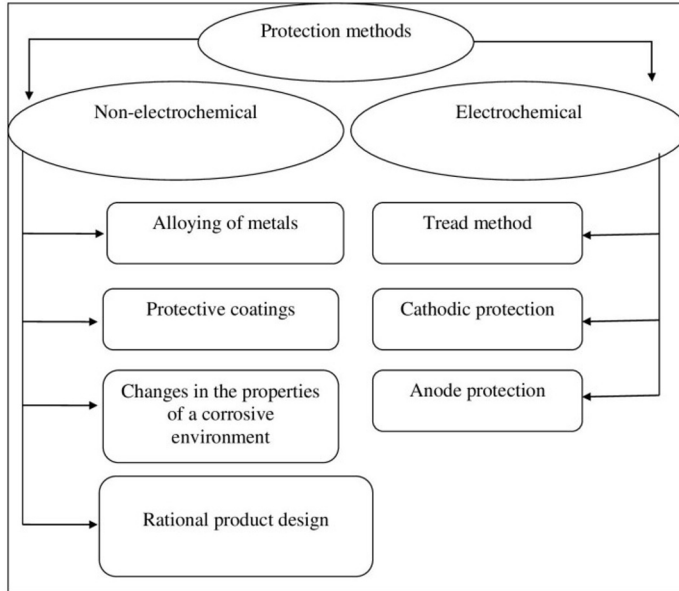 Protection methods
Non-electrochemical
Electrochemical
Alloying of metals
Tread method
Protective coatings
Cathodic protection
Changes in the properties
of a corrosive
environment
Anode protection
Rational product design